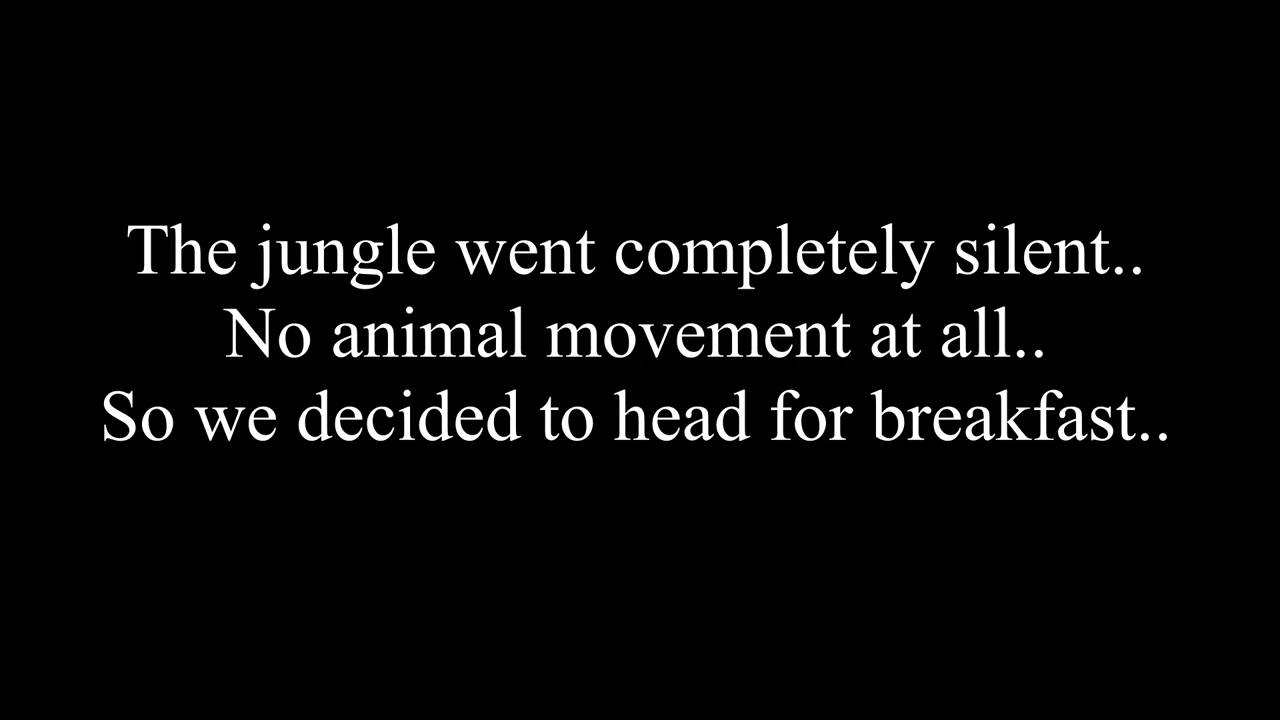 The jungle went completely silent..
No animal movement at all..
So we decided to head for breakfast..